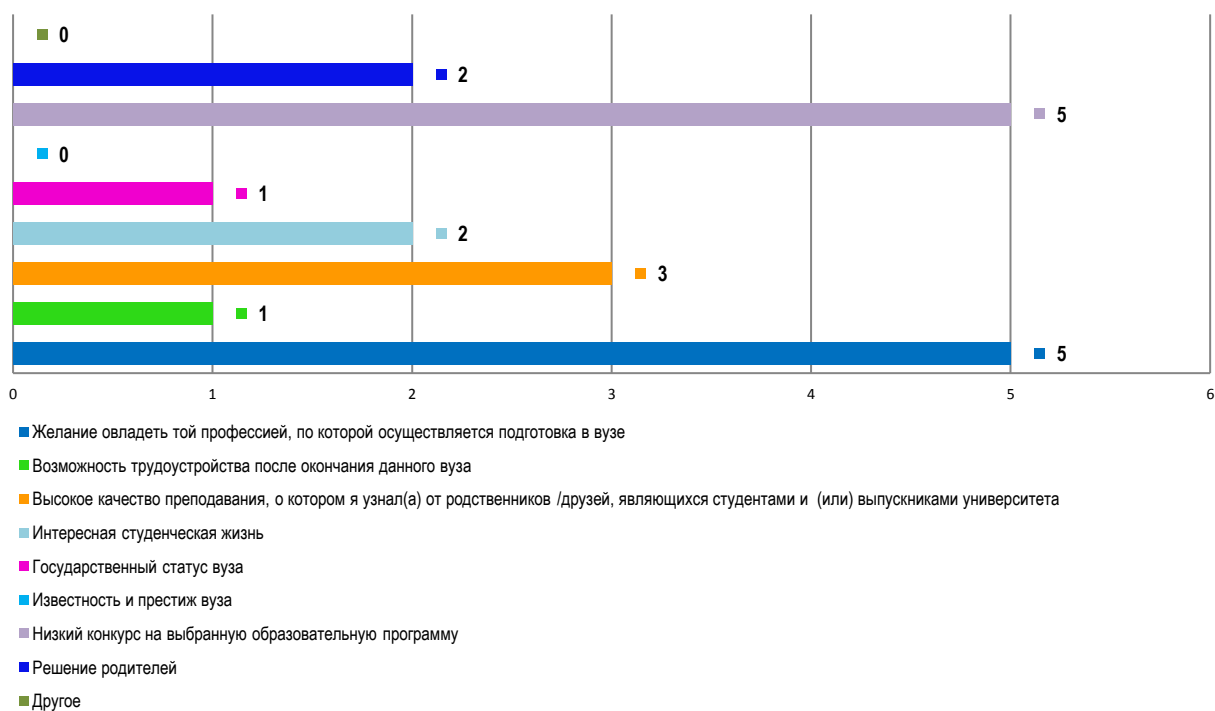 0
2
5
0
1
2
3
1
5
0 1 2 3 4 5 6
Желание овладеть той профессией, по которой осуществляется подготовка в вузе
Возможность трудоустройства после окончания данного вуза
Высокое качество преподавания, о котором я узнал(а) от родственников /друзей, являющихся студентами и (или) выпускниками университета
Интересная студенческая жизнь
Государственный статус вуза
Известность и престиж вуза
Низкий конкурс на выбранную образовательную программу
Решение родителей
Другое